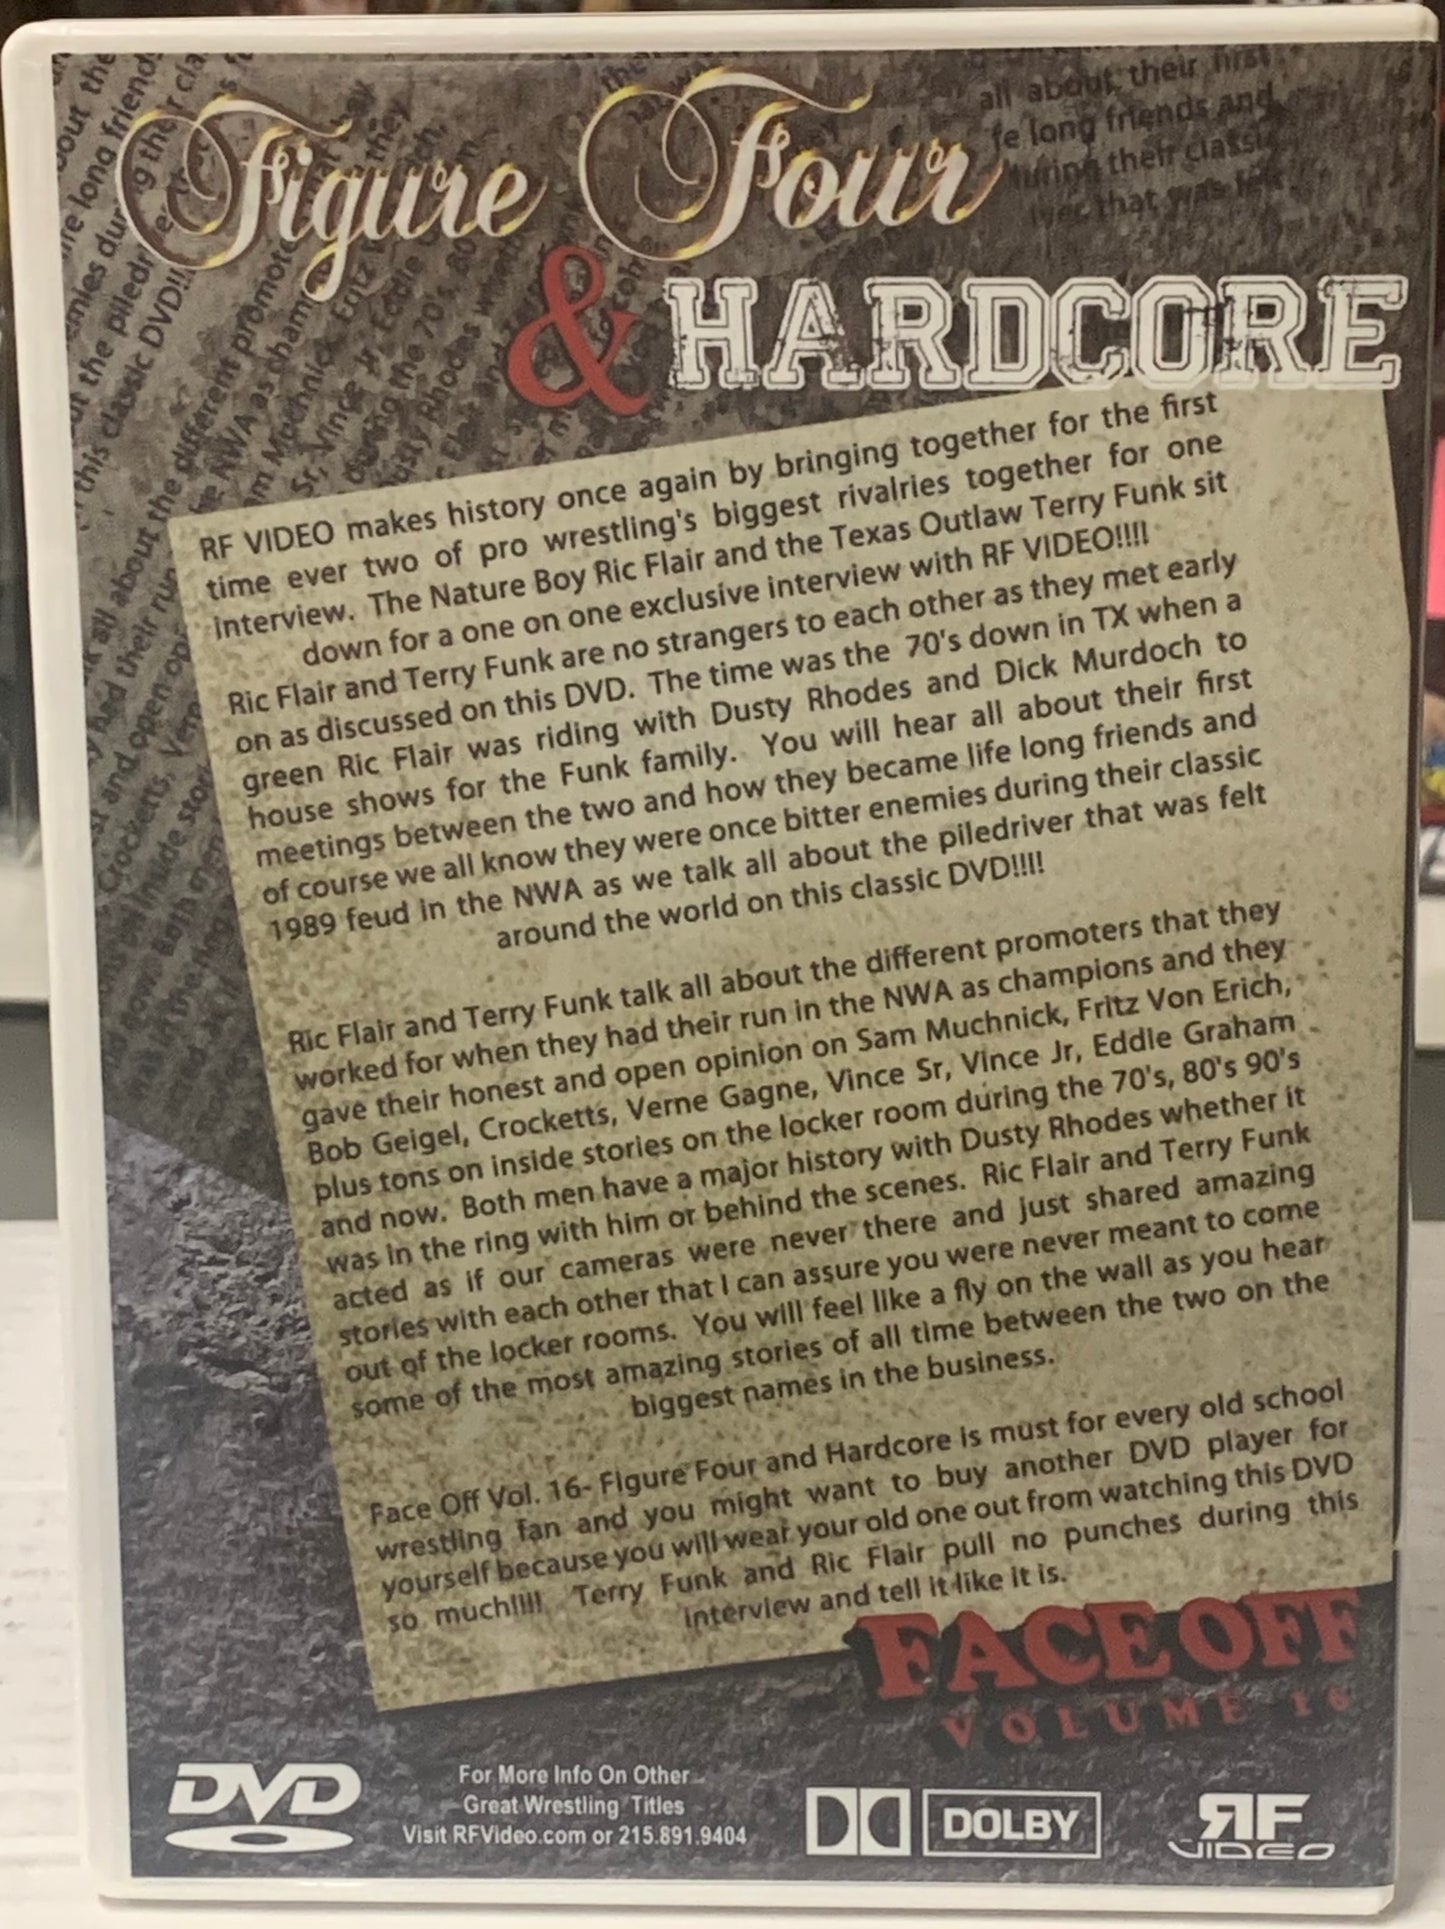 Figure Four
& HARDCORE
RF VIDEO makes history once again by bringing together for the first
time ever two of pro wrestling's biggest rivalries together for one
interview. The Nature Boy Ric Flair and the Texas Outlaw Terry Funk sit
down for a one on one exclusive interview with RF VIDEO!!!!
Ric Flair and Terry Funk are no strangers to each other as they met early
on as discussed on this DVD. The time was the 70's down in TX when a
green Ric Flair was riding with Dusty Rhodes and Dick Murdoch to
house shows for the Funk family. You will hear all about their first
meetings between the two and how they became life long friends and
of course we all know they were once bitter enemies during their classic
1989 feud in the NWA as we talk all about the piledriver that was felt
around the world on this classic DVD!!!!
Ric Flair and Terry Funk talk all about the different promoters that they
worked for when they had their run in the NWA as champions and they
gave their honest and open opinion on Sam Muchnick, Fritz Von Erich,
Bob Geigel, Crocketts, Verne Gagne, Vince Sr, Vince Jr, Eddie Graham
plus tons on inside stories on the locker room during the 70's, 80's 90's
and now. Both men have a major history with Dusty Rhodes whether it
was in the ring with him or behind the scenes. Ric Flair and Terry Funk
acted as if our cameras were never there and just shared amazing
stories with each other that I can assure you were never meant to come
out of the locker rooms. You will feel like a fly on the wall as you hear
some of the most amazing stories of all time between the two on the
biggest names in the business.
Face Off Vol. 16- Figure Four and Hardcore is must for every old school
wrestling fan and you might want to buy another DVD player for
yourself because you will wear your old one out from watching this DVD
so much!!!! Terry Funk and Ric Flair pull no punches during this
interview and tell it like it is.
FACE OFF
VOLUME 16
DVD
For More Info On Other
Great Wrestling Titles
Visit RFVideo.com or 215.891.9404
DOLBY
RF
VIDEO